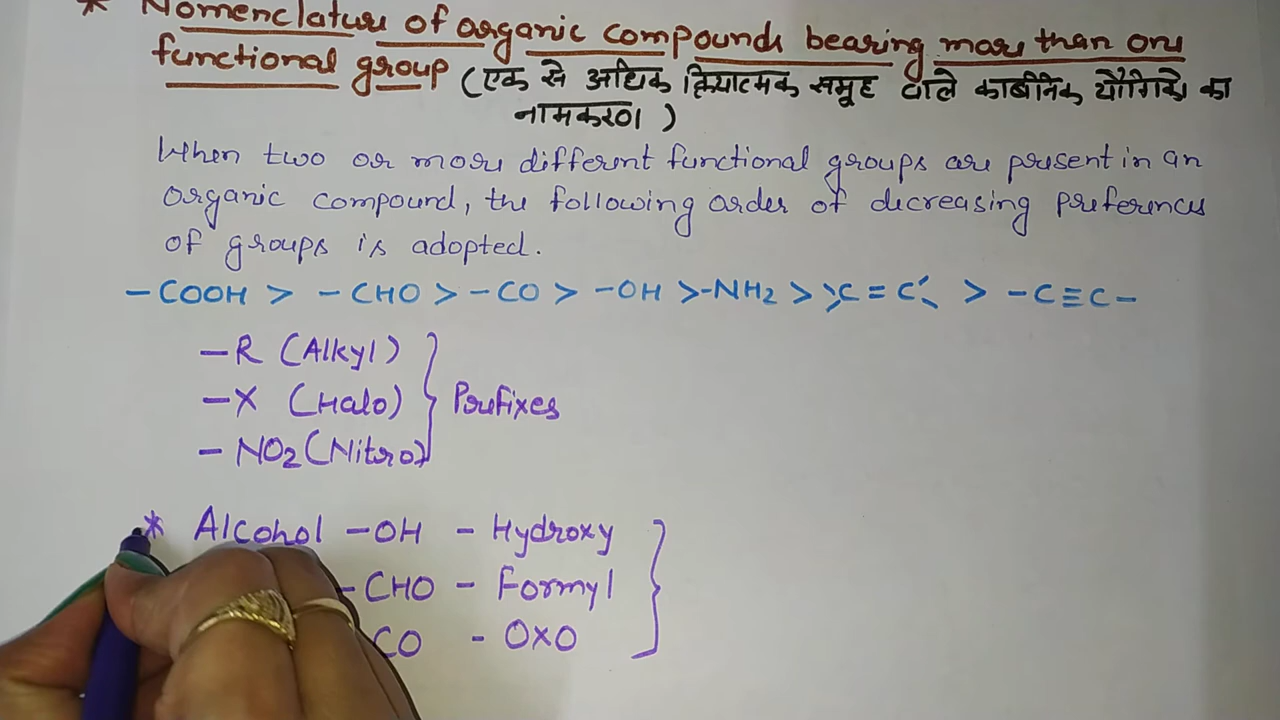 * Nomenclature of organic compounds bearing more than one
functional group (एक से अधिक क्रियात्मक समूह वाले कार्बनिक यौगिकों का
नामकरण)
When two or more different functional groups are present in an
organic compound, the following order of decreasing preference
of groups is adopted.
-COOH > -CHO > -CO > -OH > -NH2 > C=C > -C≡C-
-R (Alkyl)
-X (Halo) } Prefixes
-NO2 (Nitro)
* Alcohol -OH - Hydroxy
-CHO - Formyl
CO - Oxo